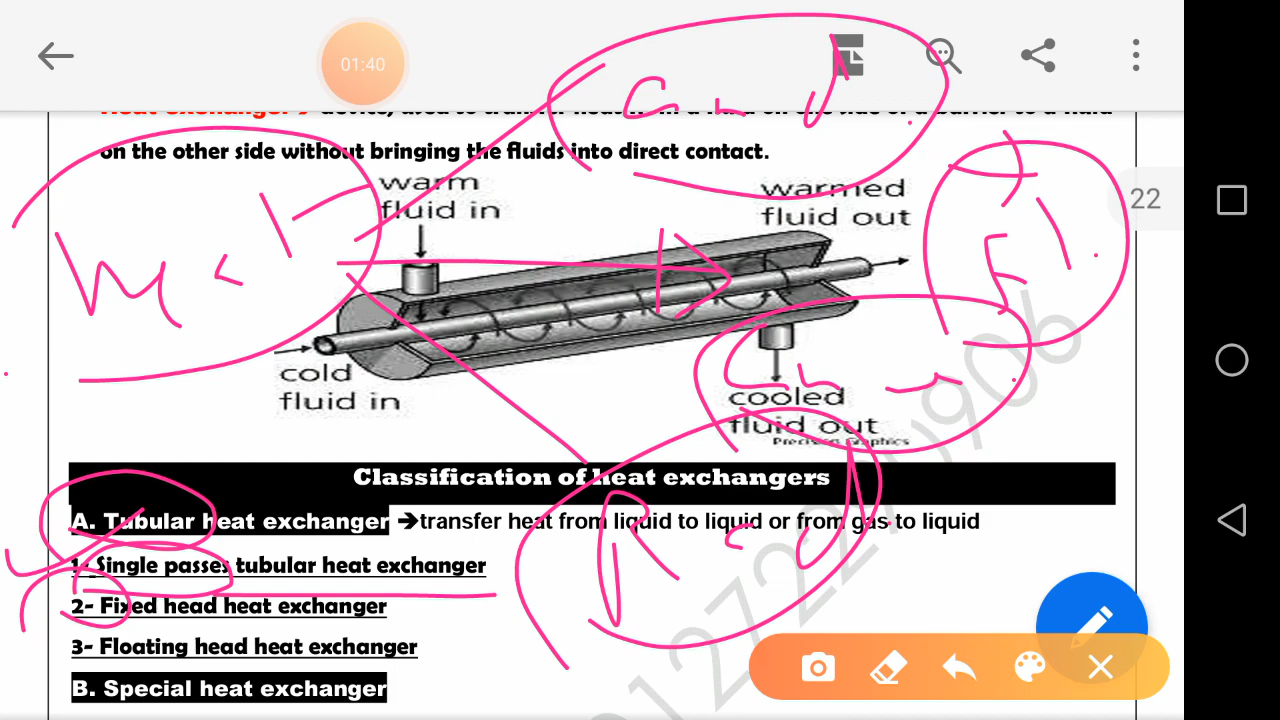 01:40
on the other side without bringing the fluids into direct contact.
22
warm
fluid in
warmed
fluid out
cold
fluid in
cooled
fluid out
Precision Graphics
Classification of heat exchangers
A. Tubular heat exchanger ➔transfer heat from liquid to liquid or from gas to liquid
1- Single passes tubular heat exchanger
2- Fixed head heat exchanger
3- Floating head heat exchanger
B. Special heat exchanger